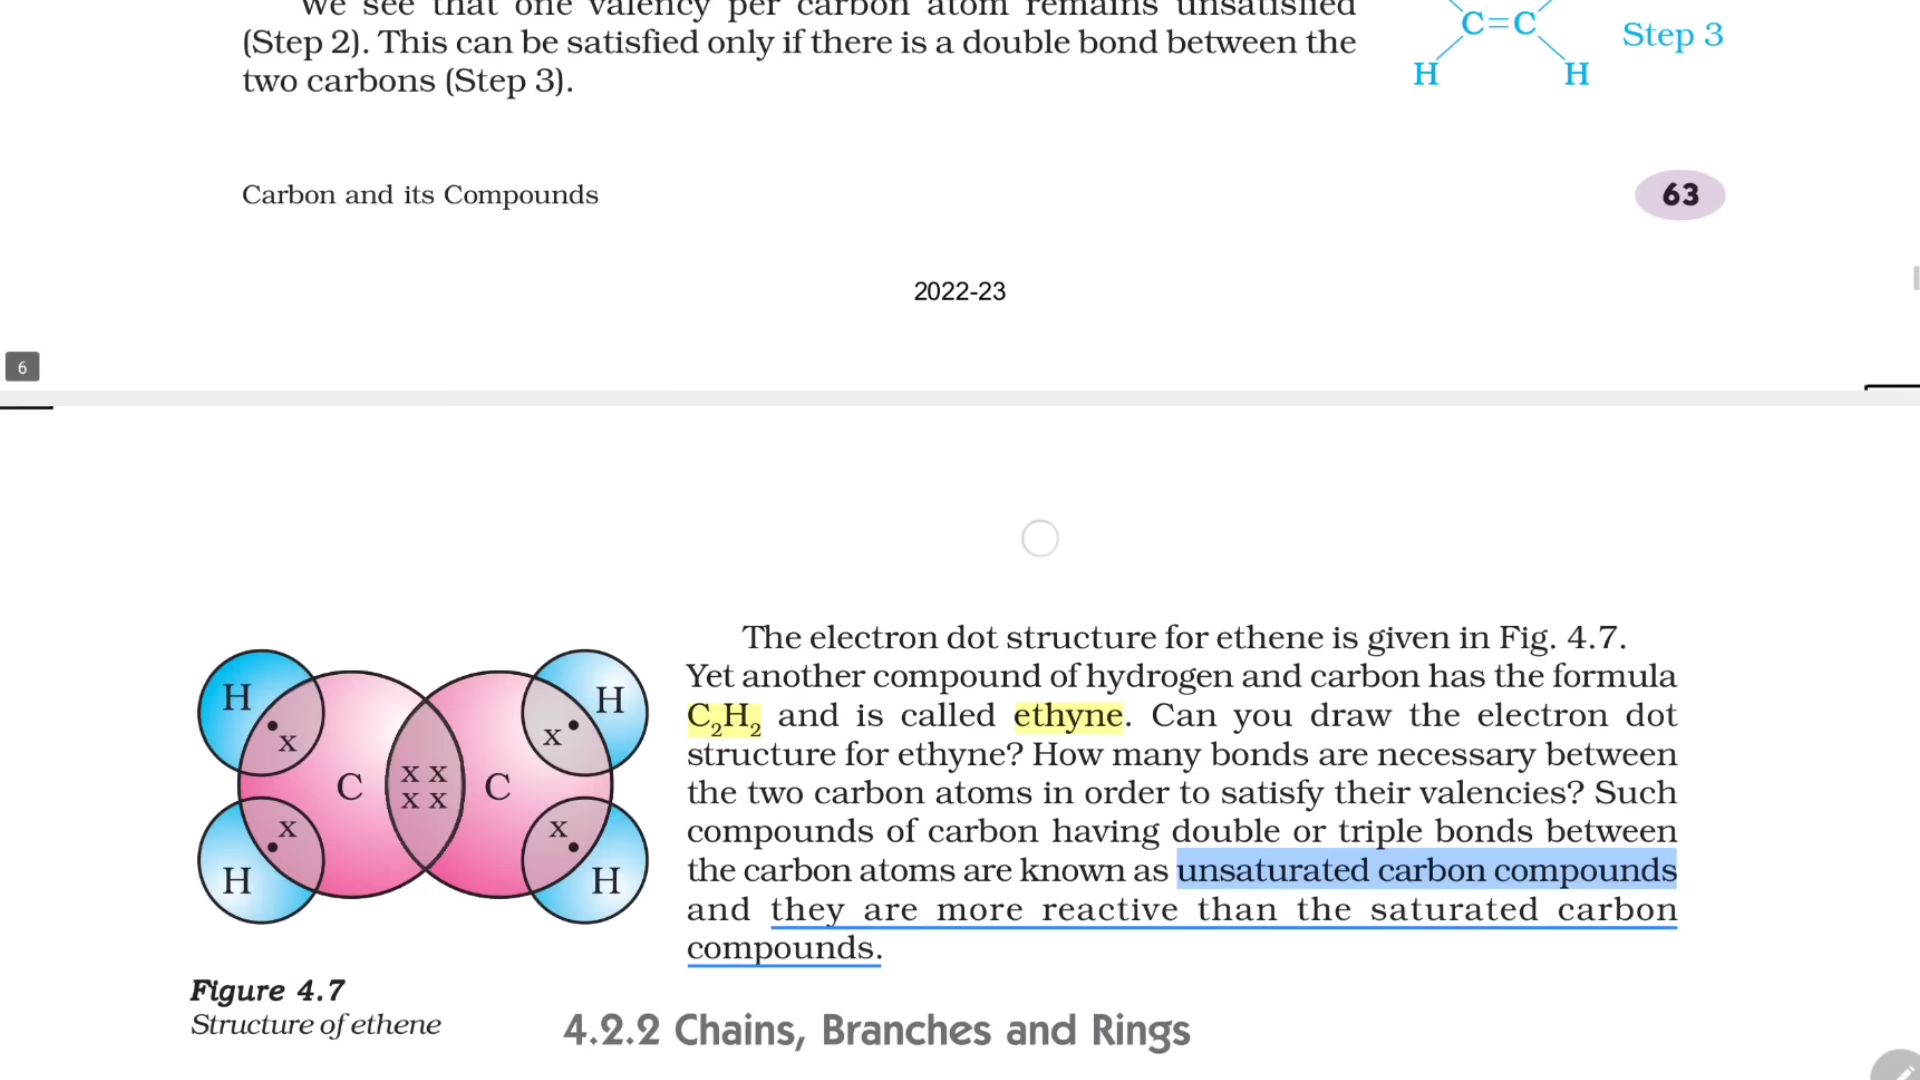 We see that one valency per carbon atom remains unsatisfied
(Step 2). This can be satisfied only if there is a double bond between the
two carbons (Step 3).
C=C
H H
Step 3
Carbon and its Compounds
63
2022-23
6
H H
• x x •
C x x C
x x
x x
• •
H H
Figure 4.7
Structure of ethene
The electron dot structure for ethene is given in Fig. 4.7.
Yet another compound of hydrogen and carbon has the formula
C₂H₂ and is called ethyne. Can you draw the electron dot
structure for ethyne? How many bonds are necessary between
the two carbon atoms in order to satisfy their valencies? Such
compounds of carbon having double or triple bonds between
the carbon atoms are known as unsaturated carbon compounds
and they are more reactive than the saturated carbon
compounds.
4.2.2 Chains, Branches and Rings